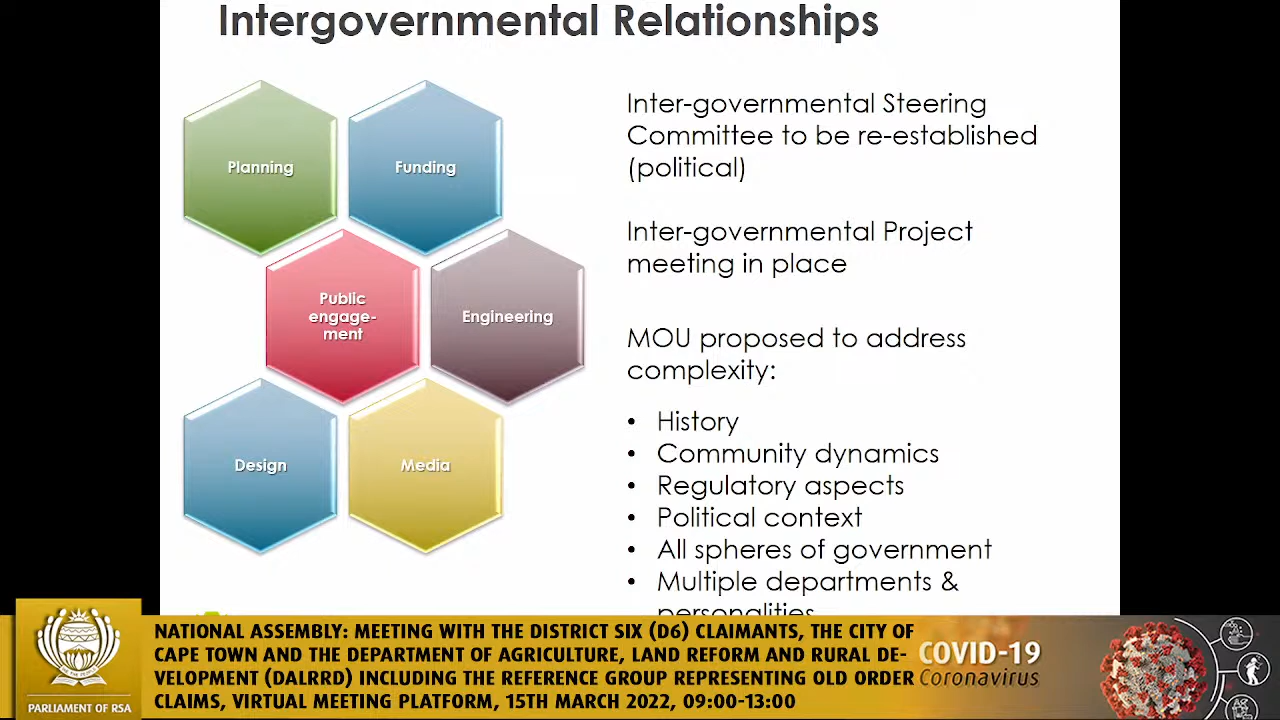 Intergovernmental Relationships
Planning
Funding
Public
engage-
ment
Engineering
Design
Media
Inter-governmental Steering
Committee to be re-established
(political)
Inter-governmental Project
meeting in place
MOU proposed to address
complexity:
• History
• Community dynamics
• Regulatory aspects
• Political context
• All spheres of government
• Multiple departments &
personalities
NATIONAL ASSEMBLY: MEETING WITH THE DISTRICT SIX (D6) CLAIMANTS, THE CITY OF
CAPE TOWN AND THE DEPARTMENT OF AGRICULTURE, LAND REFORM AND RURAL DE-
VELOPMENT (DALRRD) INCLUDING THE REFERENCE GROUP REPRESENTING OLD ORDER
CLAIMS, VIRTUAL MEETING PLATFORM, 15TH MARCH 2022, 09:00-13:00
PARLIAMENT OF RSA
COVID-19
Coronavirus